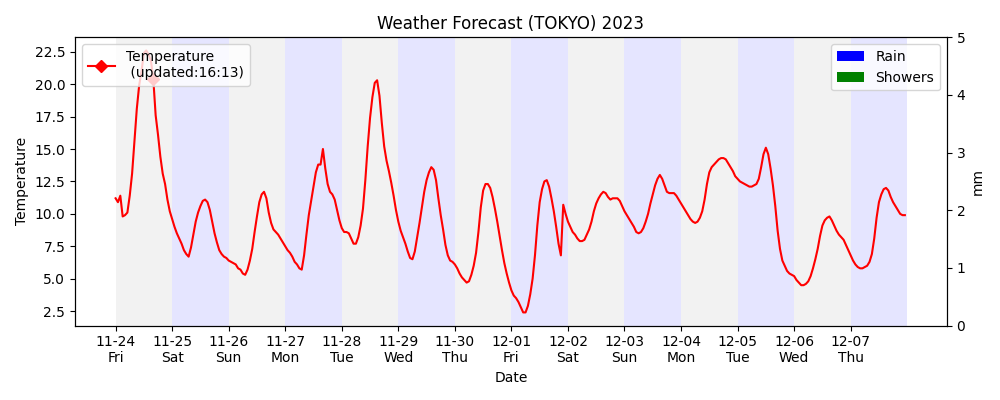 Weather Forecast (TOKYO) 2023
Temperature
(updated:16:13)
Rain
Showers
Temperature
22.5
20.0
17.5
15.0
12.5
10.0
7.5
5.0
2.5
5
4
3
2
1
0
mm
11-24 11-25 11-26 11-27 11-28 11-29 11-30 12-01 12-02 12-03 12-04 12-05 12-06 12-07
Fri Sat Sun Mon Tue Wed Thu Fri Sat Sun Mon Tue Wed Thu
Date